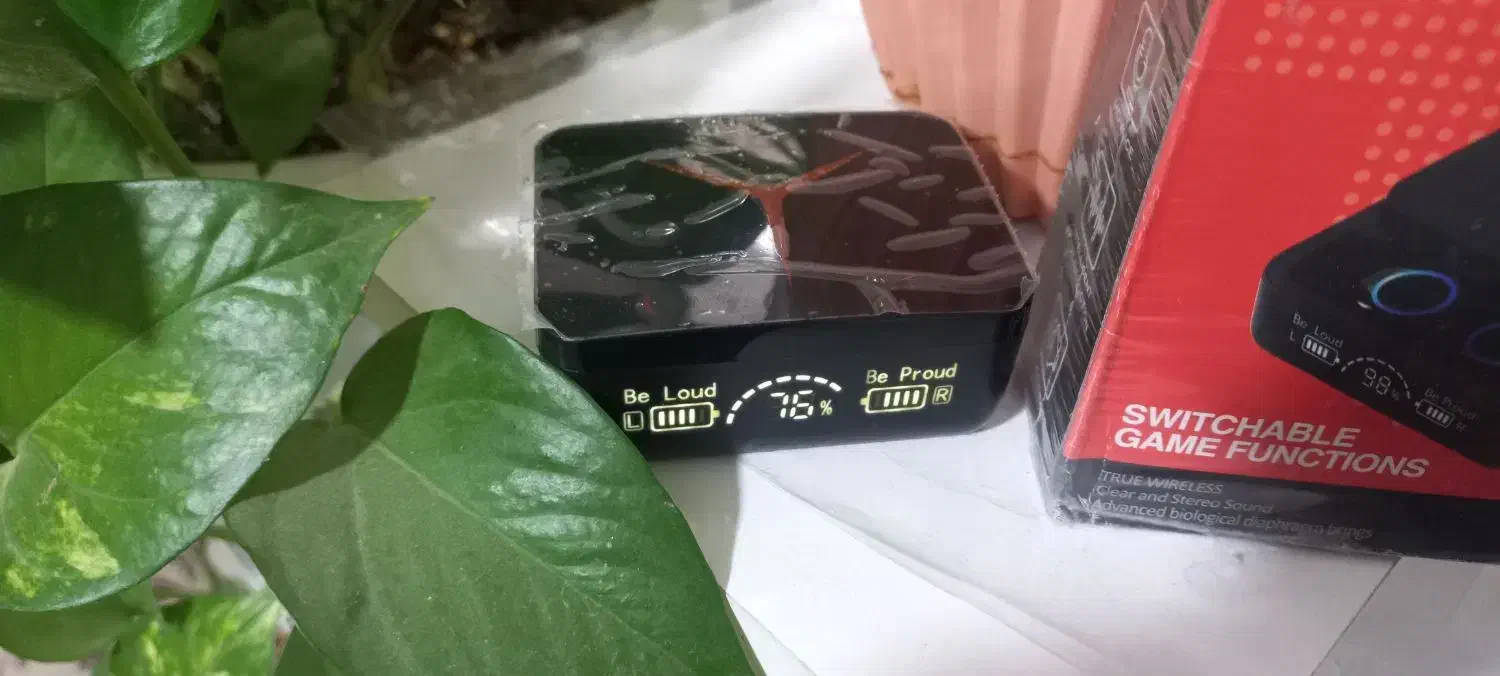 Be Loud
L
76%
Be Proud
R
Be Loud
L
98%
Be Proud
R
SWITCHABLE
GAME FUNCTIONS
TRUE WIRELESS
Clear and Stereo Sound
Advanced biological diaphragm brings